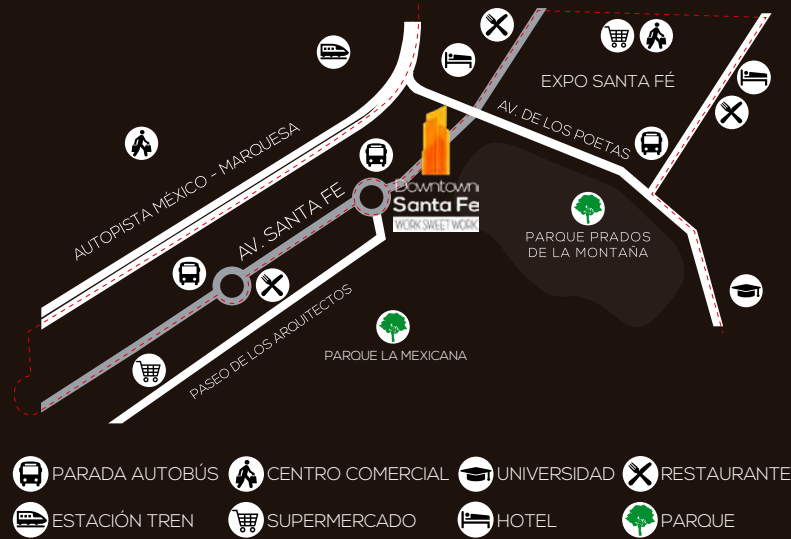 EXPO SANTA FÉ
AV. DE LOS POETAS
AUTOPISTA MÉXICO - MARQUESA
AV. SANTA FE
Downtown
Santa Fe
WORK SWEET WORK
PARQUE PRADOS
DE LA MONTAÑA
PASEO DE LOS ARQUITECTOS
PARQUE LA MEXICANA
PARADA AUTOBÚS CENTRO COMERCIAL UNIVERSIDAD RESTAURANTE
ESTACIÓN TREN SUPERMERCADO HOTEL PARQUE